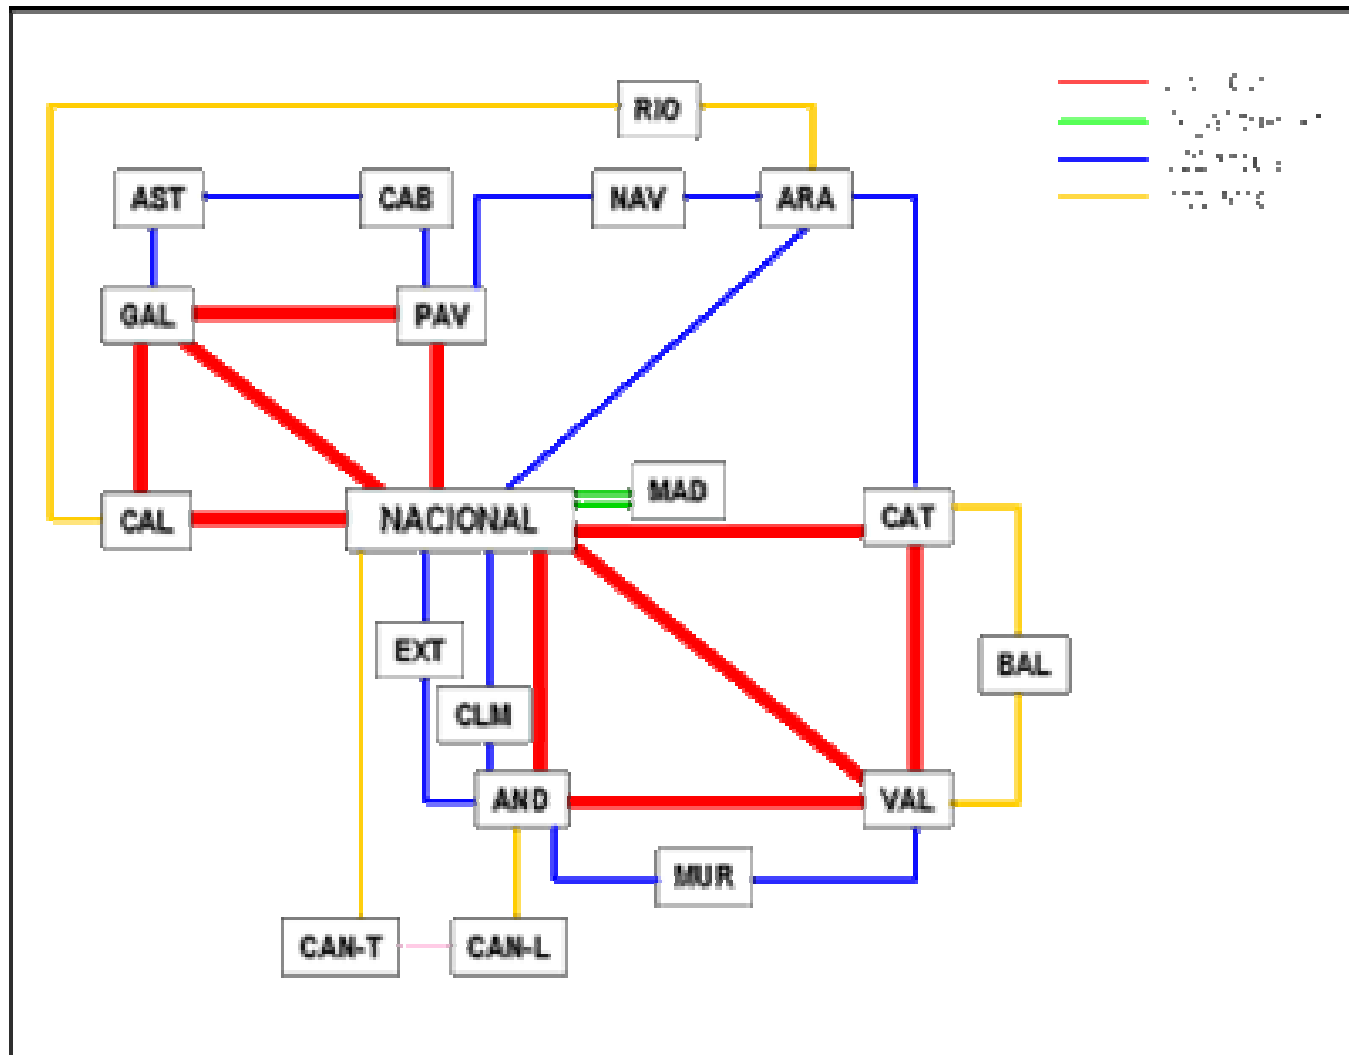 RIO
AST
CAB
NAV
ARA
GAL
PAV
MAD
CAL
NACIONAL
CAT
EXT
BAL
CLM
AND
VAL
MUR
CAN-T
CAN-L